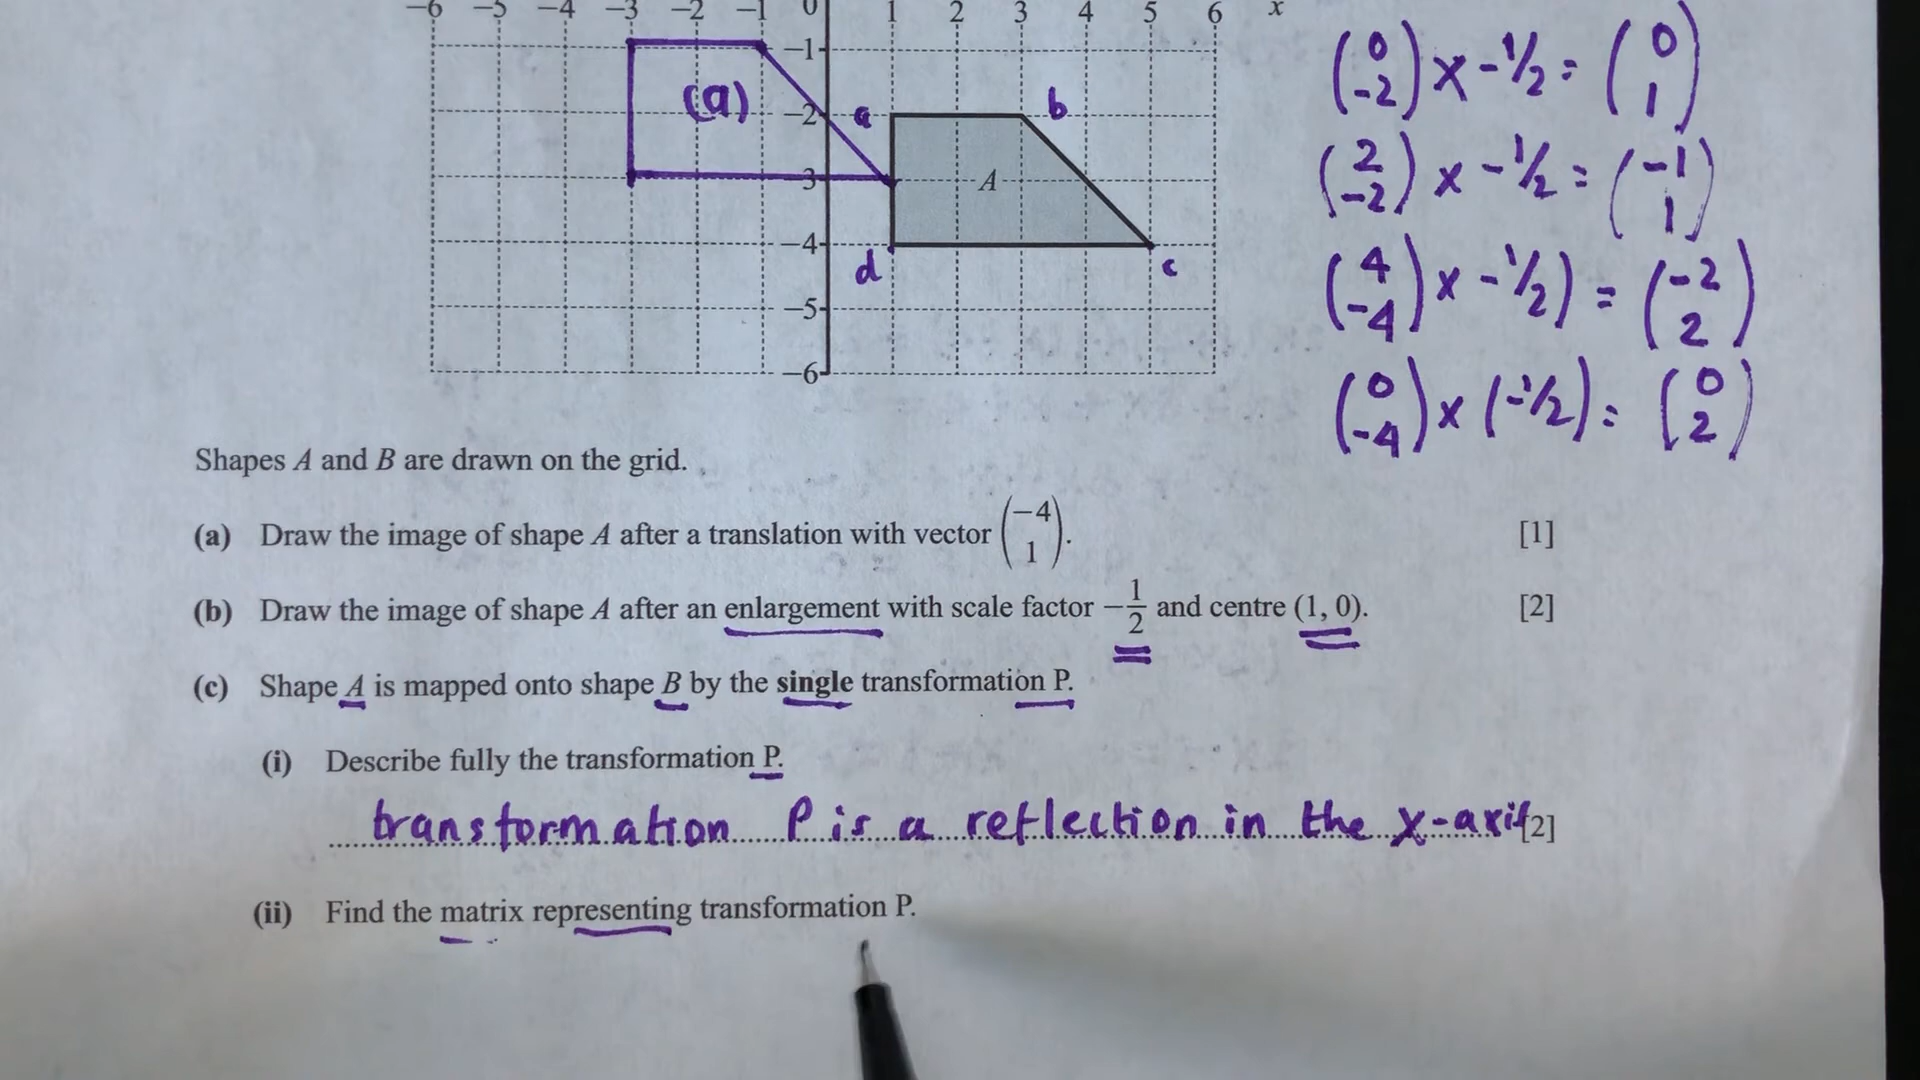 −6 −5 −4 −3 −2 −1 0 1 2 3 4 5 6 x
−1
(a)
−2
a
b
3
A
−4
d
c
−5
−6
(0 -2) x -1/2 = (0 1)
(2 -2) x -1/2 = (-1 1)
(4 -4) x -1/2) = (-2 2)
(0 -4) x (-1/2) = (0 2)
Shapes A and B are drawn on the grid.
(a) Draw the image of shape A after a translation with vector (−4 1). [1]
(b) Draw the image of shape A after an enlargement with scale factor −1/2 and centre (1, 0). [2]
(c) Shape A is mapped onto shape B by the single transformation P.
(i) Describe fully the transformation P.
transformation P is a reflection in the x-axis [2]
(ii) Find the matrix representing transformation P.